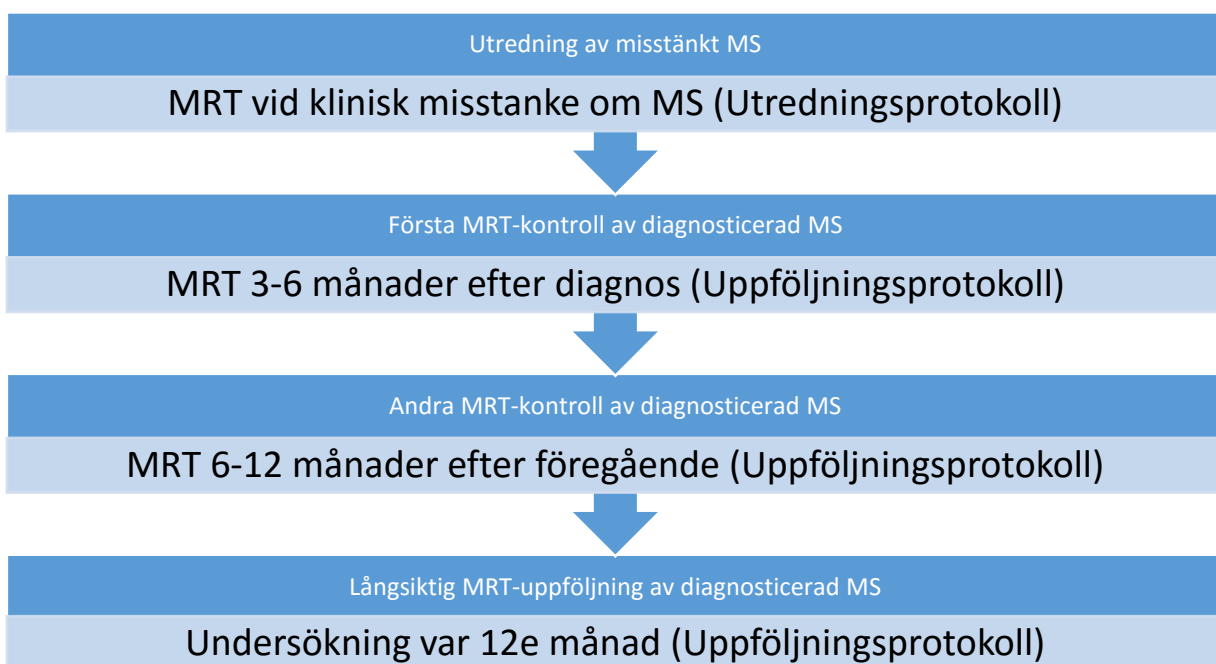 Utredning av misstänkt MS
MRT vid klinisk misstanke om MS (Utredningsprotokoll)
Första MRT-kontroll av diagnosticerad MS
MRT 3-6 månader efter diagnos (Uppföljningsprotokoll)
Andra MRT-kontroll av diagnosticerad MS
MRT 6-12 månader efter föregående (Uppföljningsprotokoll)
Långsiktig MRT-uppföljning av diagnosticerad MS
Undersökning var 12e månad (Uppföljningsprotokoll)